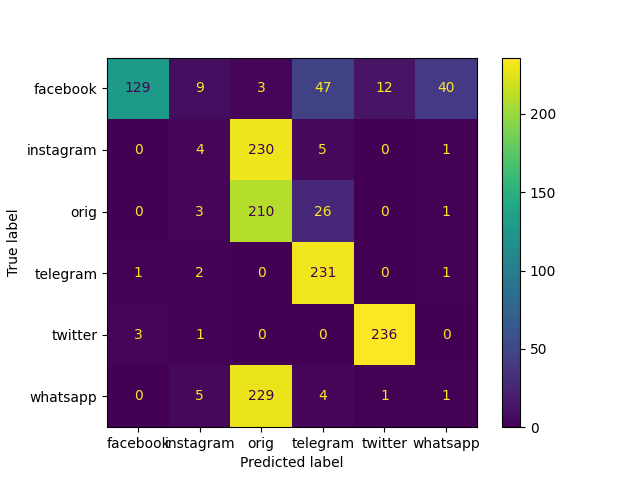 facebook 129 9 3 47 12 40
instagram 0 4 230 5 0 1
orig 0 3 210 26 0 1
telegram 1 2 0 231 0 1
twitter 3 1 0 0 236 0
whatsapp 0 5 229 4 1 1
facebook instagram orig telegram twitter whatsapp
Predicted label
True label
200
150
100
50
0